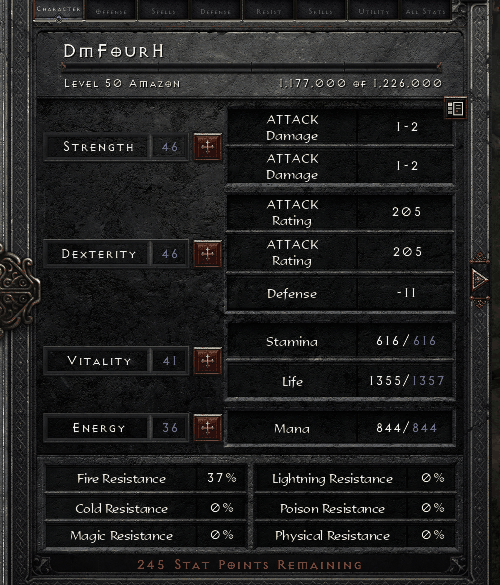 Character Offense Spells Defense Resist Skills Utility All Stats
DmFourH
Level 50 Amazon 1,177,000 of 1,226,000
Strength 46
ATTACK
Damage 1-2
ATTACK
Damage 1-2
Dexterity 46
ATTACK
Rating 205
ATTACK
Rating 205
Defense -11
Vitality 41
Stamina 616/616
Life 1355/1357
Energy 36
Mana 844/844
Fire Resistance 37% Lightning Resistance 0%
Cold Resistance 0% Poison Resistance 0%
Magic Resistance 0% Physical Resistance 0%
245 Stat Points Remaining